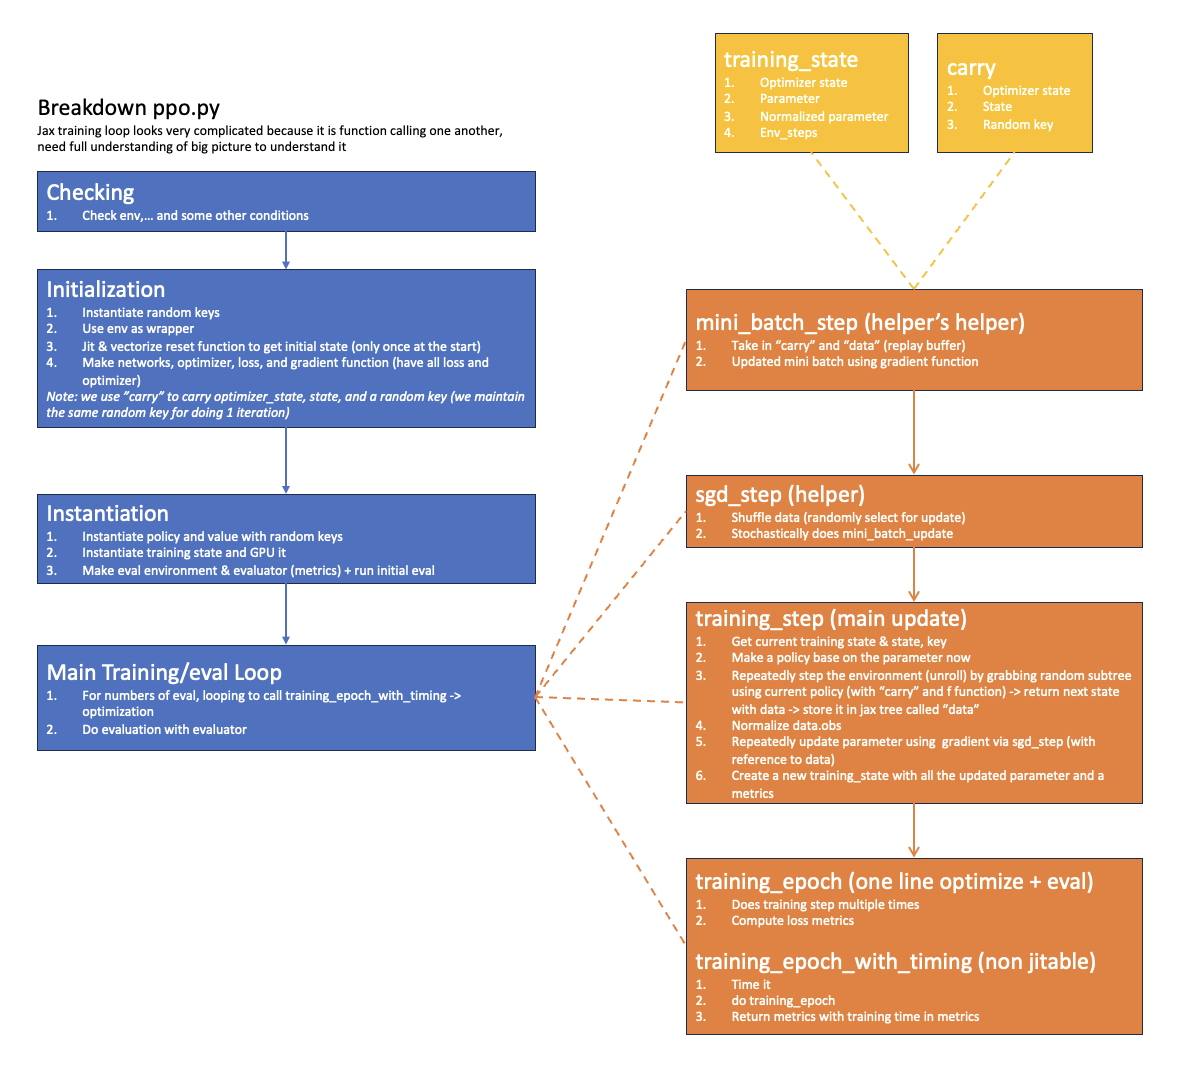 Breakdown ppo.py
Jax training loop looks very complicated because it is function calling one another,
need full understanding of big picture to understand it
Checking
1. Check env,... and some other conditions
Initialization
1. Instantiate random keys
2. Use env as wrapper
3. Jit & vectorize reset function to get initial state (only once at the start)
4. Make networks, optimizer, loss, and gradient function (have all loss and
optimizer)
Note: we use "carry" to carry optimizer_state, state, and a random key (we maintain
the same random key for doing 1 iteration)
Instantiation
1. Instantiate policy and value with random keys
2. Instantiate training state and GPU it
3. Make eval environment & evaluator (metrics) + run initial eval
Main Training/eval Loop
1. For numbers of eval, looping to call training_epoch_with_timing ->
optimization
2. Do evaluation with evaluator
training_state
1. Optimizer state
2. Parameter
3. Normalized parameter
4. Env_steps
carry
1. Optimizer state
2. State
3. Random key
mini_batch_step (helper's helper)
1. Take in "carry" and "data" (replay buffer)
2. Updated mini batch using gradient function
sgd_step (helper)
1. Shuffle data (randomly select for update)
2. Stochastically does mini_batch_update
training_step (main update)
1. Get current training state & state, key
2. Make a policy base on the parameter now
3. Repeatedly step the environment (unroll) by grabbing random subtree
using current policy (with "carry" and f function) -> return next state
with data -> store it in jax tree called "data"
4. Normalize data.obs
5. Repeatedly update parameter using gradient via sgd_step (with
reference to data)
6. Create a new training_state with all the updated parameter and a
metrics
training_epoch (one line optimize + eval)
1. Does training step multiple times
2. Compute loss metrics
training_epoch_with_timing (non jitable)
1. Time it
2. do training_epoch
3. Return metrics with training time in metrics